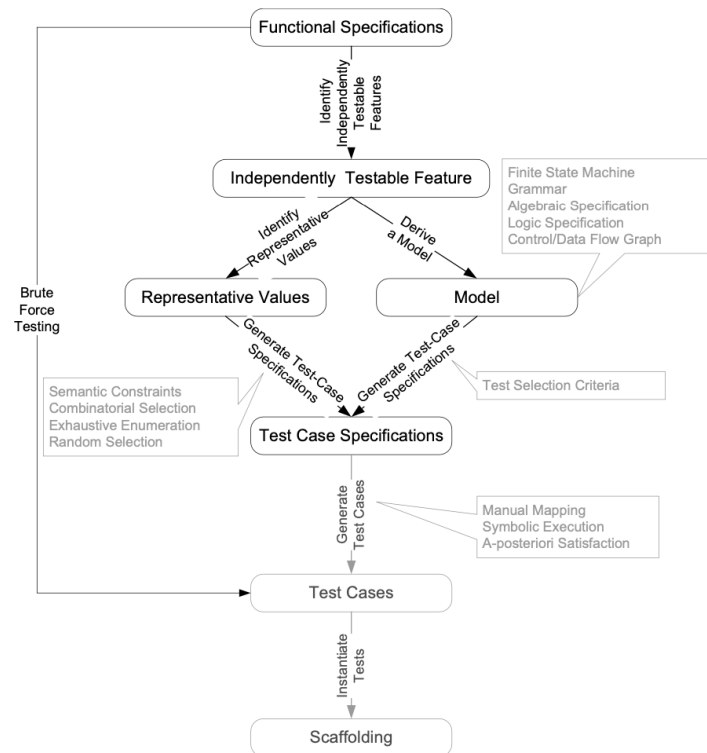 Functional Specifications
Identify
Independently
Testable
Features
Independently Testable Feature
Finite State Machine
Grammar
Algebraic Specification
Logic Specification
Control/Data Flow Graph
Identify
Representative
Values
Derive
a Model
Brute
Force
Testing
Representative Values
Model
Generate Test-Case
Specifications
Generate Test-Case
Specifications
Semantic Constraints
Combinatorial Selection
Exhaustive Enumeration
Random Selection
Test Selection Criteria
Test Case Specifications
Generate
Test Cases
Manual Mapping
Symbolic Execution
A-posteriori Satisfaction
Test Cases
Instantiate
Tests
Scaffolding